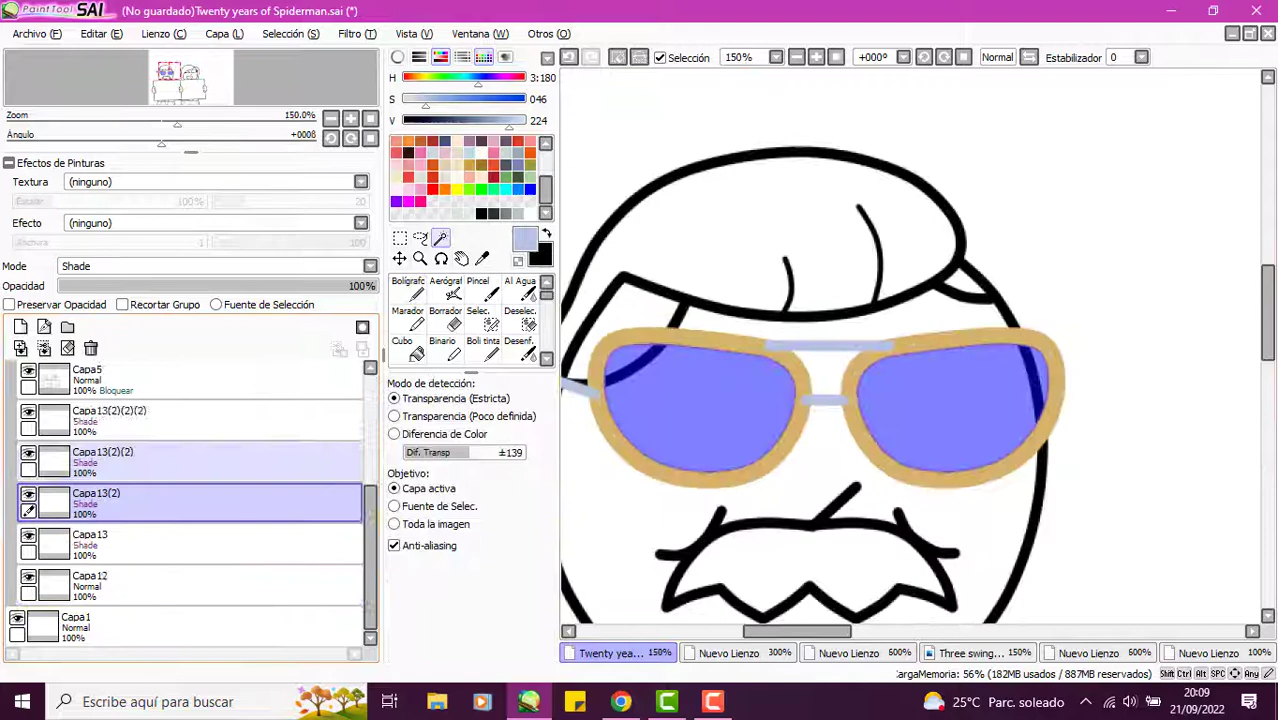 PaintTool SAI (No guardado)Twenty years of Spiderman.sai (*)
Archivo (F) Editar (E) Lienzo (C) Capa (L) Selección (S) Filtro (T) Vista (V) Ventana (W) Otros (O)
Selección 150% +000º Normal Estabilizador 0
H 3:180
S 046
V 224
Zoom 150.0%
Ángulo +0008
Efectos de Pinturas
Textura (ninguno)
100% 20
Efecto (ninguno)
1 100
Mode Shade
Opacidad 100%
Preservar Opacidad Recortar Grupo Fuente de Selección
Capa5
Normal
100% Bloquear
Capa13(2)(2)(2)
Shade
100%
Capa13(2)(2)
Shade
100%
Capa13(2)
Shade
100%
Capa13
Shade
100%
Capa12
Normal
100%
Capa1
Normal
100%
Bolígrafo Aerógraf Pincel Al Agua
Marador Borrador Selec. Deselec.
Cubo Binario Boli tinta Desenf.
Modo de detección:
Transparencia (Estricta)
Transparencia (Poco definida)
Diferencia de Color
Dif. Transp ±139
Objetivo:
Capa activa
Fuente de Selec.
Toda la imagen
Anti-aliasing
Twenty yea... 150% Nuevo Lienzo 300% Nuevo Lienzo 600% Three swing... 150% Nuevo Lienzo 600% Nuevo Lienzo 100%
argaMemoria: 56% (182MB usados / 887MB reservados) Shift Ctrl Alt SPC Any
Escribe aquí para buscar
25°C Parc. soleado
20:09
21/09/2022